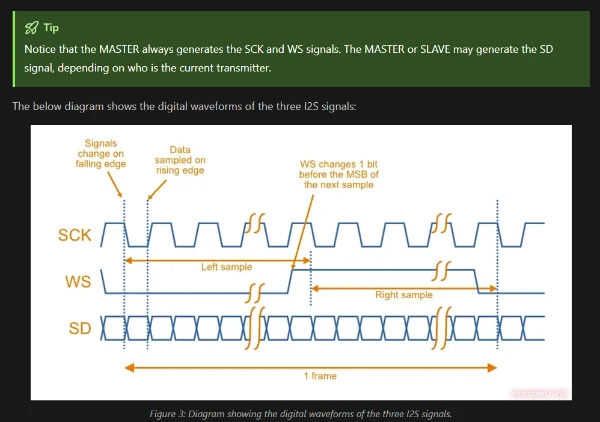 Tip
Notice that the MASTER always generates the SCK and WS signals. The MASTER or SLAVE may generate the SD
signal, depending on who is the current transmitter.
The below diagram shows the digital waveforms of the three I2S signals:
Signals
change on
falling edge
Data
sampled on
rising edge
WS changes 1 bit
before the MSB of
the next sample
SCK
Left sample
WS
Right sample
SD
1 frame
Figure 3: Diagram showing the digital waveforms of the three I2S signals.